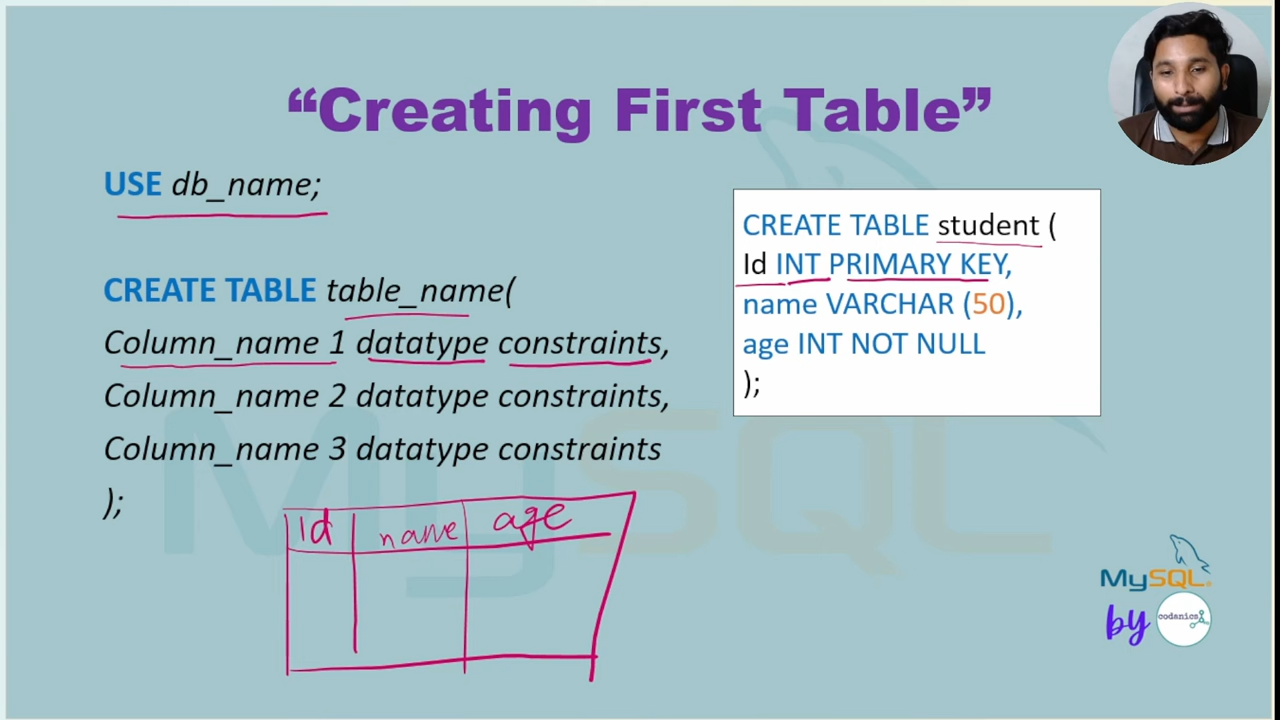 “Creating First Table”
USE db_name;
CREATE TABLE table_name(
Column_name 1 datatype constraints,
Column_name 2 datatype constraints,
Column_name 3 datatype constraints
);
CREATE TABLE student (
Id INT PRIMARY KEY,
name VARCHAR (50),
age INT NOT NULL
);
Id name age
MySQL
MySQL
by codanics